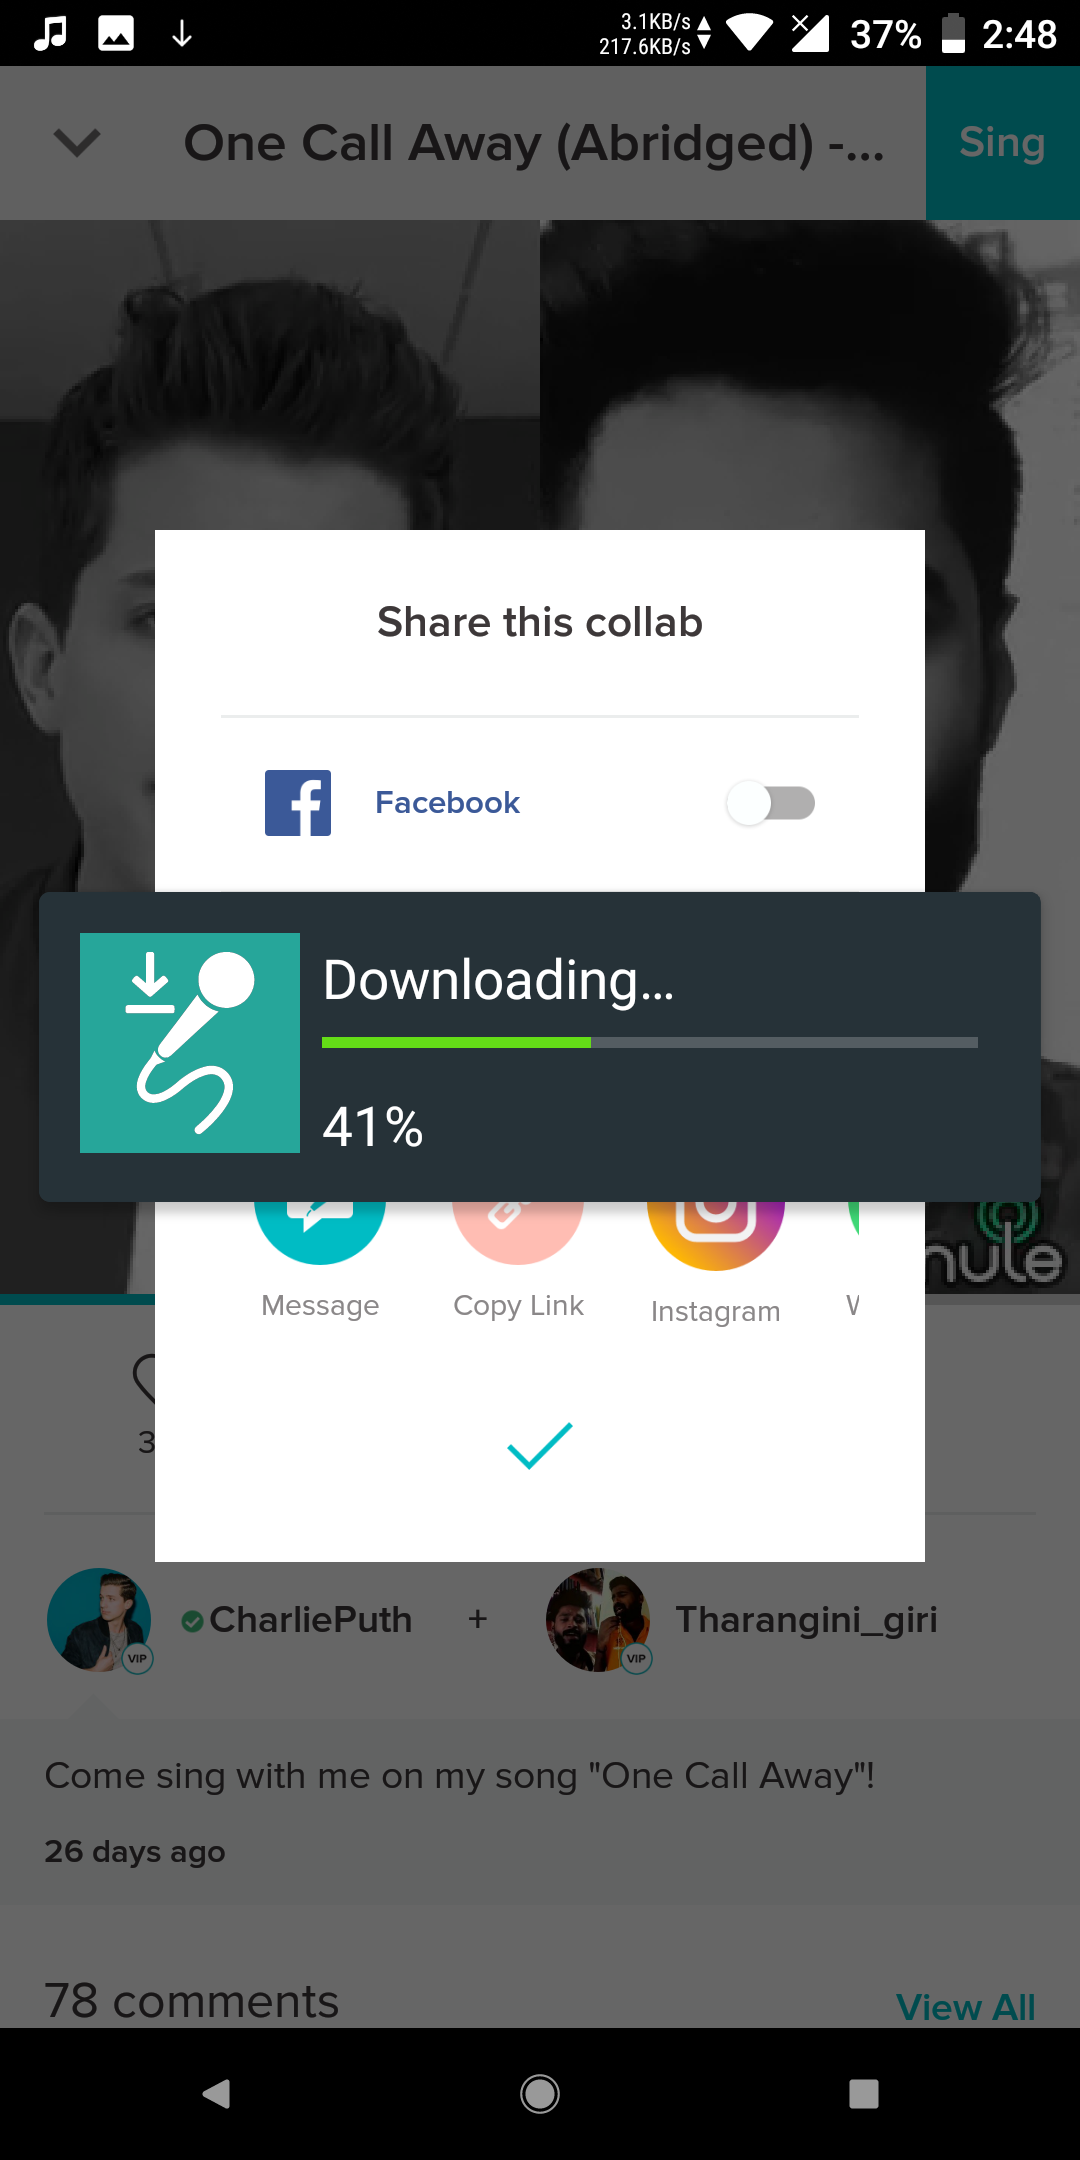 3.1KB/s
217.6KB/s
37%
2:48
One Call Away (Abridged) -...
Sing
Share this collab
Facebook
Downloading...
41%
Message
Copy Link
Instagram
3
CharliePuth
+
Tharangini_giri
VIP
VIP
Come sing with me on my song "One Call Away"!
26 days ago
78 comments
View All